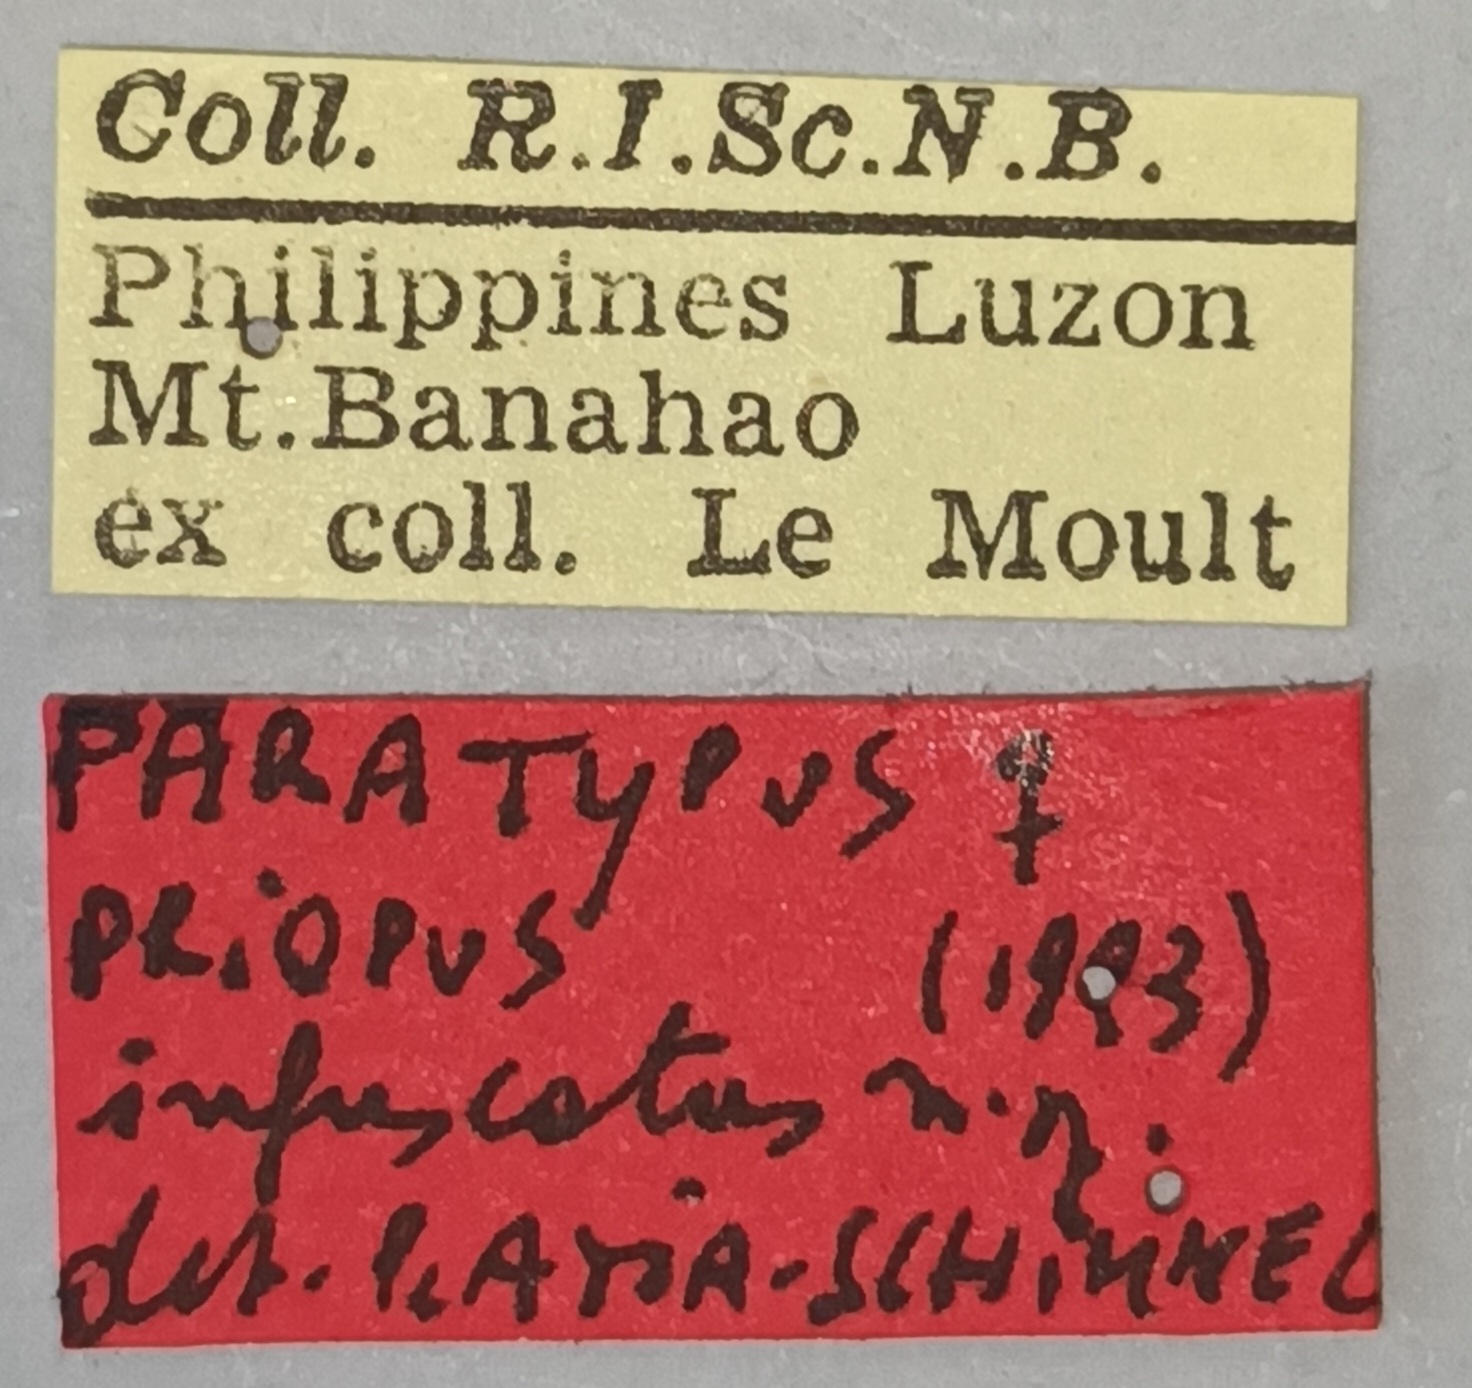 Coll. R.I.Sc.N.B.
Philippines Luzon
Mt.Banahao
ex coll. Le Moult
PARATYPUS ♀
PRiOPUS (1993)
infuscatus n.sp.
det. PLATIA-SCHiMMEL